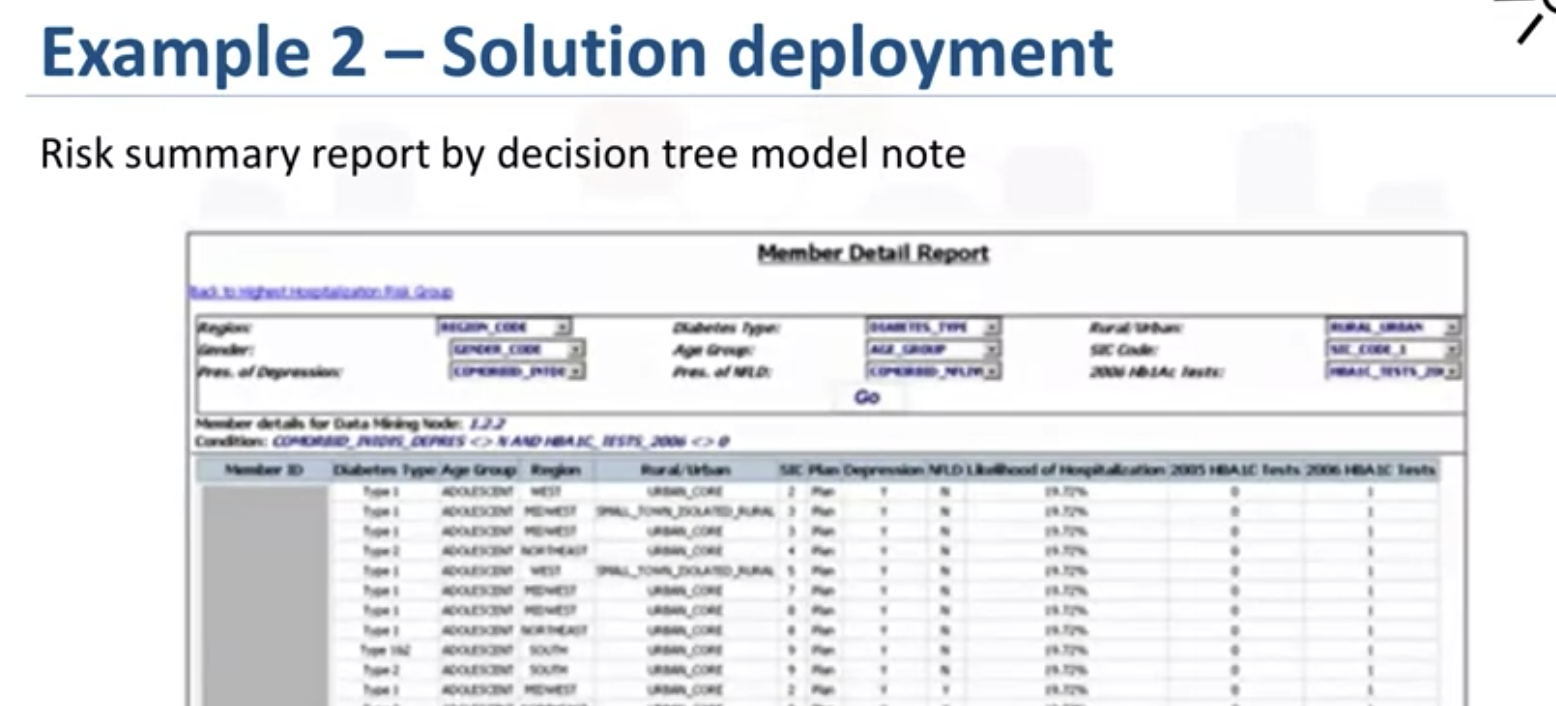 Example 2 – Solution deployment
Risk summary report by decision tree model note
Member Detail Report
Back to Highest Hospitalization Risk Group
Region: REGION_CODE Diabetes Type: DIABETES_TYPE Rural/Urban: RURAL_URBAN
Gender: GENDER_CODE Age Group: AGE_GROUP SIC Code: SIC_CODE_1
Pres. of Depression: Pres. of NFLD: 2006 Hb1Ac Tests:
Go
Member details for Data Mining Node: 1.2.2
Condition: <> N AND HBA1C_TESTS_2006 <> 0
Member ID Diabetes Type Age Group Region Rural/Urban SIC Plan Depression NFLD Likelihood of Hospitalization 2005 HBA1C Tests 2006 HBA1C Tests
Type 1 ADOLESCENT WEST URBAN_CORE 2 Plan Y N 19.72% 0 1
Type 1 ADOLESCENT MIDWEST SMALL_TOWN_ISOLATED_RURAL 3 Plan Y N 19.72% 0 1
Type 1 ADOLESCENT MIDWEST URBAN_CORE 3 Plan Y N 19.72% 0 1
Type 2 ADOLESCENT NORTHEAST URBAN_CORE 4 Plan Y N 19.72% 0 1
Type 1 ADOLESCENT WEST SMALL_TOWN_ISOLATED_RURAL 5 Plan Y N 19.72% 0 1
Type 1 ADOLESCENT MIDWEST URBAN_CORE 7 Plan Y N 19.72% 0 1
Type 1 ADOLESCENT MIDWEST URBAN_CORE 8 Plan Y N 19.72% 0 1
Type 1 ADOLESCENT NORTHEAST URBAN_CORE 8 Plan Y N 19.72% 0 1
Type 1&2 ADOLESCENT SOUTH URBAN_CORE 9 Plan Y N 19.72% 0 1
Type 2 ADOLESCENT SOUTH URBAN_CORE 9 Plan Y N 19.72% 0 1
Type 1 ADOLESCENT MIDWEST URBAN_CORE 2 Plan Y Y 19.72% 0 1